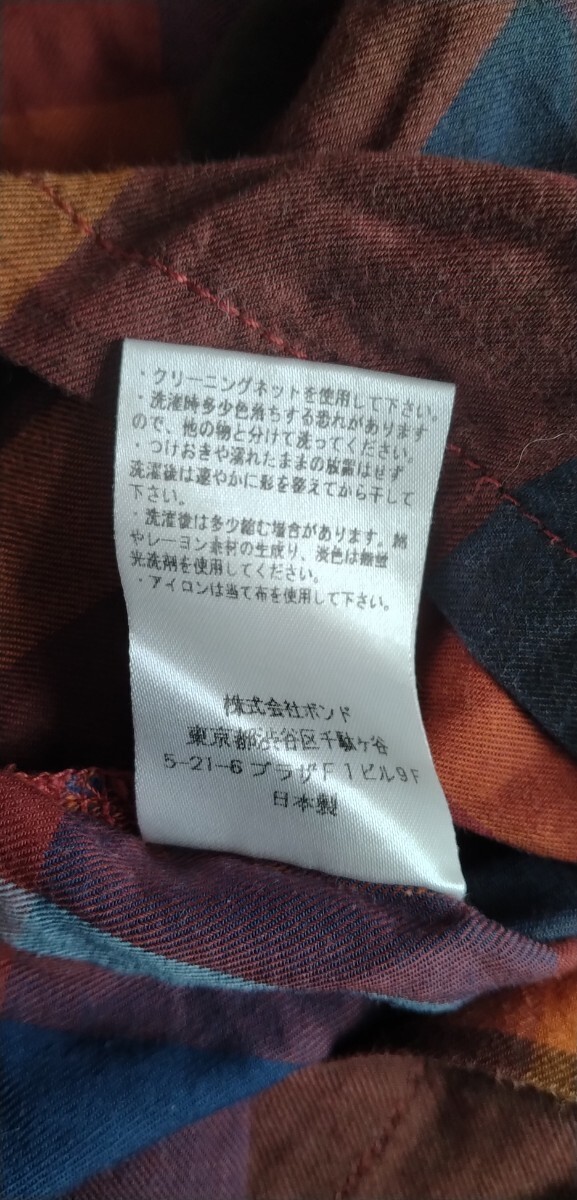 ・クリーニングネットを使用して下さい。
・洗濯時多少色糸ちする恐れがあります
ので、他の物と分けて洗ってください。
・つけおきや濡れたままの放置はせず
洗濯後は速やかに形を整えてから干して
下さい。
・洗濯後は多少縮む場合があります。綿
やレーヨン素材の生成り、淡色は無蛍
光洗剤を使用してください。
・アイロンは当て布を使用して下さい。
株式会社ボンド
東京都渋谷区千駄ヶ谷
5-21-6 プラザF1ビル9F
日本製